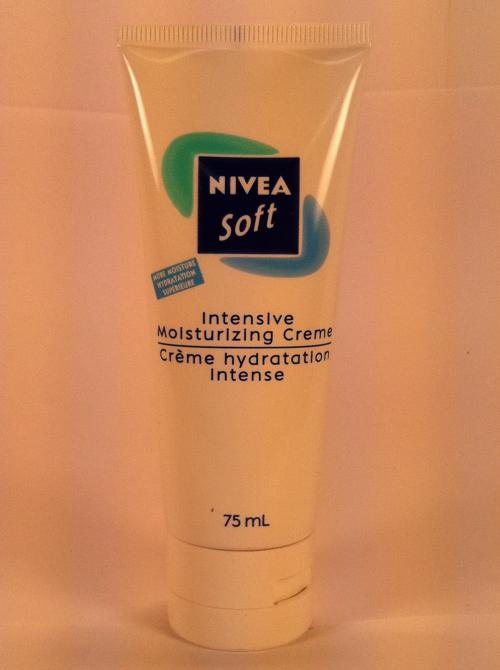 NIVEA
Soft
MORE MOISTURE
HYDRATATION
SUPÉRIEURE
Intensive
Moisturizing Creme
Crème hydratation
intense
75 mL